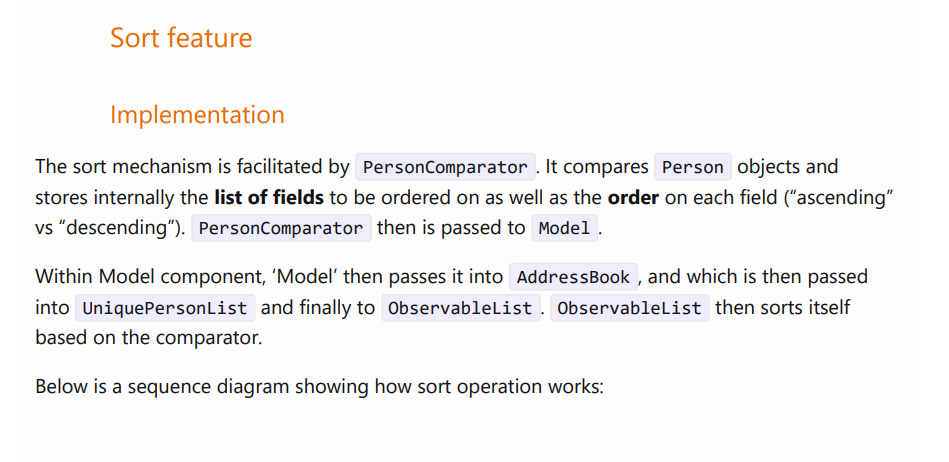 Sort feature
Implementation
The sort mechanism is facilitated by PersonComparator. It compares Person objects and
stores internally the list of fields to be ordered on as well as the order on each field (“ascending”
vs “descending”). PersonComparator then is passed to Model.
Within Model component, ‘Model’ then passes it into AddressBook, and which is then passed
into UniquePersonList and finally to ObservableList. ObservableList then sorts itself
based on the comparator.
Below is a sequence diagram showing how sort operation works: